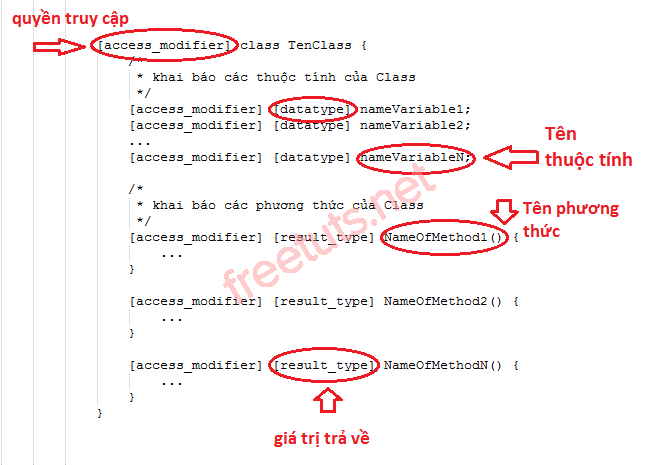 quyền truy cập
[access_modifier] class TenClass {
/*
* khai báo các thuộc tính của Class
*/
[access_modifier] [datatype] nameVariable1;
[access_modifier] [datatype] nameVariable2;
...
[access_modifier] [datatype] nameVariableN;
Tên
thuộc tính
/*
* khai báo các phương thức của Class
*/
Tên phương
thức
[access_modifier] [result_type] NameOfMethod1() {
...
}
[access_modifier] [result_type] NameOfMethod2() {
...
}
[access_modifier] [result_type] NameOfMethodN() {
...
}
}
giá trị trả về
freetuts.net